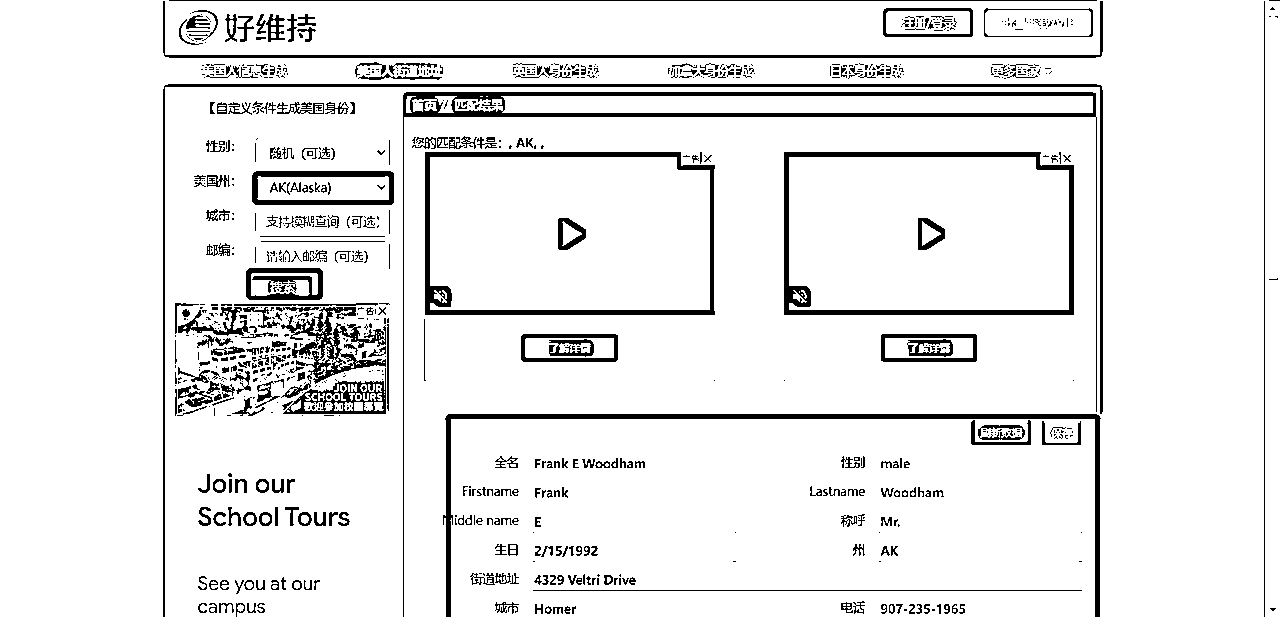 好维持
注册/登录
美国人信息生成
美国人街道地址
英国人身份生成
加拿大身份生成
日本身份生成
更多国家
【自定义条件生成美国身份】
性别:
随机（可选）
美国州:
AK(Alaska)
城市:
支持模糊查询（可选）
邮编:
请输入邮编（可选）
搜索
广告
JOIN OUR
SCHOOL TOURS
Join our
School Tours
See you at our
campus
首页 // 匹配结果
您的匹配条件是：, AK, ,
广告
广告
了解详情
了解详情
刷新数据
保存
全名 Frank E Woodham
性别 male
Firstname Frank
Lastname Woodham
Middle name E
称呼 Mr.
生日 2/15/1992
州 AK
街道地址 4329 Veltri Drive
城市 Homer
电话 907-235-1965